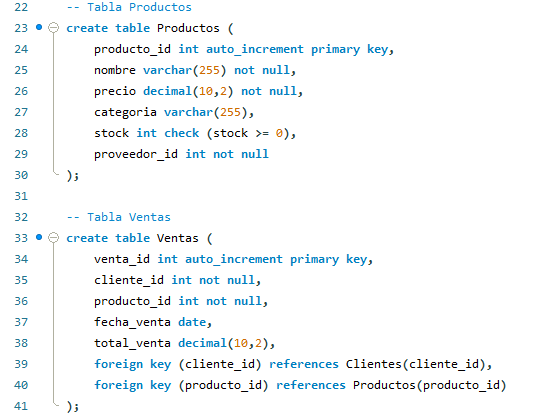 22 -- Tabla Productos
23 create table Productos (
24 producto_id int auto_increment primary key,
25 nombre varchar(255) not null,
26 precio decimal(10,2) not null,
27 categoria varchar(255),
28 stock int check (stock >= 0),
29 proveedor_id int not null
30 );
31
32 -- Tabla Ventas
33 create table Ventas (
34 venta_id int auto_increment primary key,
35 cliente_id int not null,
36 producto_id int not null,
37 fecha_venta date,
38 total_venta decimal(10,2),
39 foreign key (cliente_id) references Clientes(cliente_id),
40 foreign key (producto_id) references Productos(producto_id)
41 );